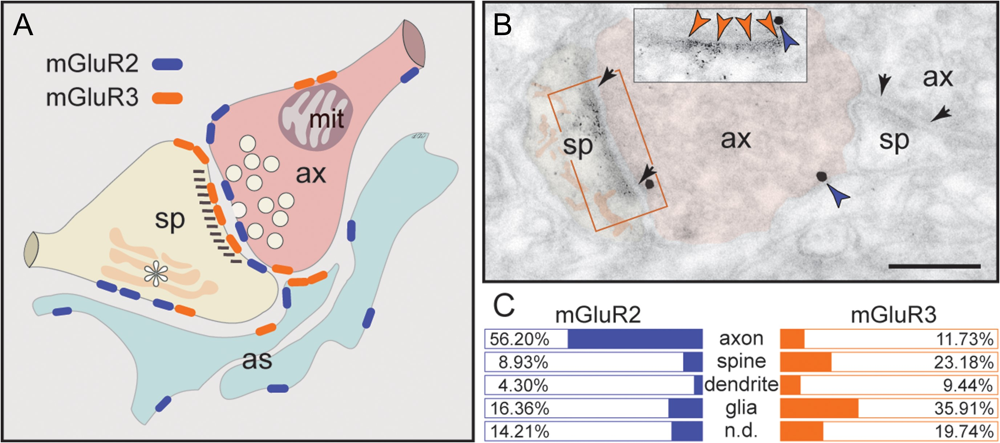 A
mGluR2
mGluR3
mit
ax
sp
as
B
ax
sp
ax
sp
C
mGluR2 mGluR3
56.20% axon 11.73%
8.93% spine 23.18%
4.30% dendrite 9.44%
16.36% glia 35.91%
14.21% n.d. 19.74%